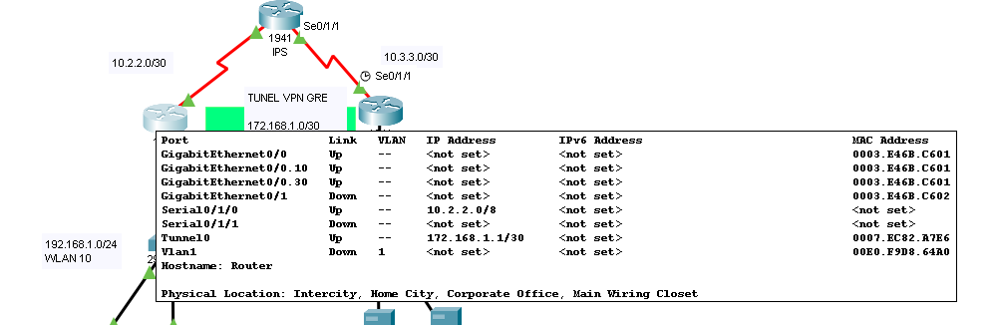 Se0/1/1
1941
IPS
10.2.2.0/30
10.3.3.0/30
Se0/1/1
TUNEL VPN GRE
172.168.1.0/30
Port Link VLAN IP Address IPv6 Address MAC Address
GigabitEthernet0/0 Up -- <not set> <not set> 0003.E46B.C601
GigabitEthernet0/0.10 Up -- <not set> <not set> 0003.E46B.C601
GigabitEthernet0/0.30 Up -- <not set> <not set> 0003.E46B.C601
GigabitEthernet0/1 Down -- <not set> <not set> 0003.E46B.C602
Serial0/1/0 Up -- 10.2.2.0/8 <not set> <not set>
Serial0/1/1 Down -- <not set> <not set> <not set>
Tunnel0 Up -- 172.168.1.1/30 <not set> 0007.EC82.A7E6
Vlan1 Down 1 <not set> <not set> 00E0.F9D8.64A0
Hostname: Router
Physical Location: Intercity, Home City, Corporate Office, Main Wiring Closet
192.168.1.0/24
WLAN 10